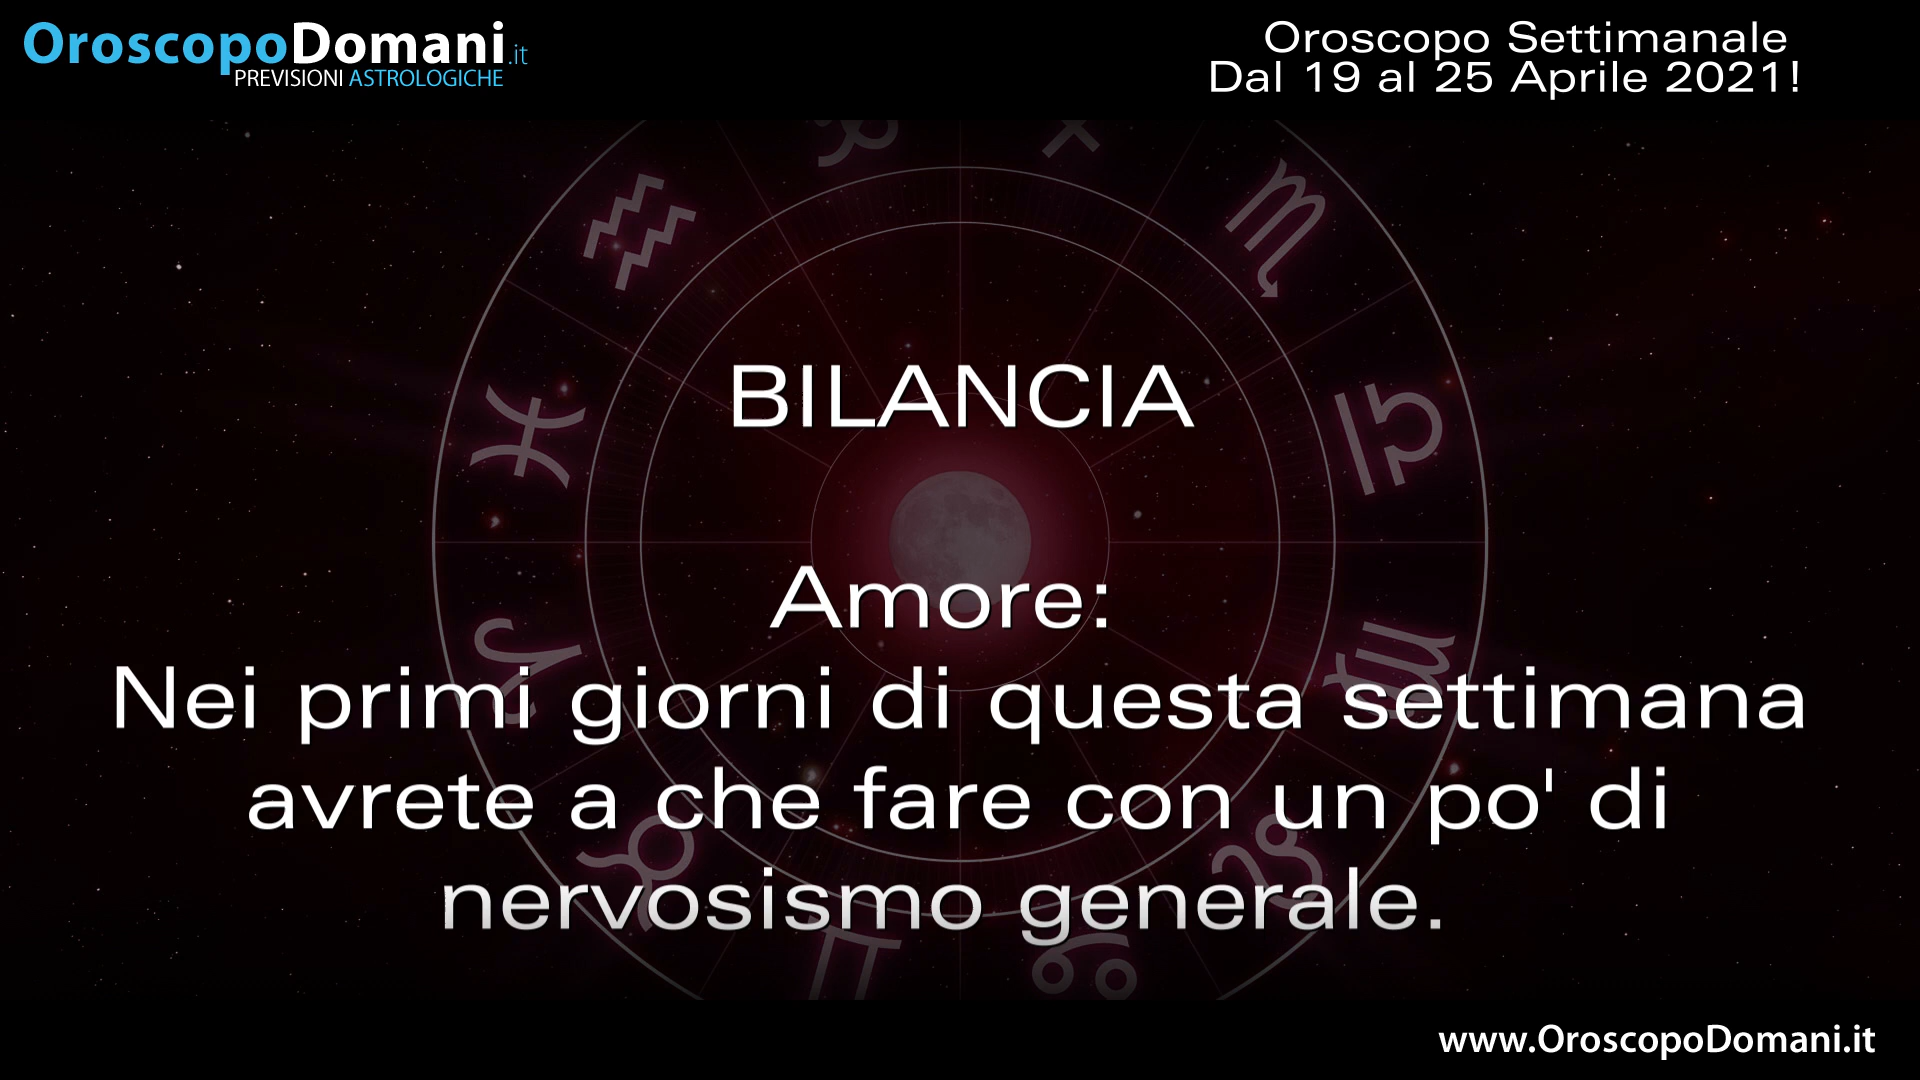 OroscopoDomani.it
PREVISIONI ASTROLOGICHE
Oroscopo Settimanale
Dal 19 al 25 Aprile 2021!
BILANCIA
Amore:
Nei primi giorni di questa settimana
avrete a che fare con un po' di
nervosismo generale.
www.OroscopoDomani.it